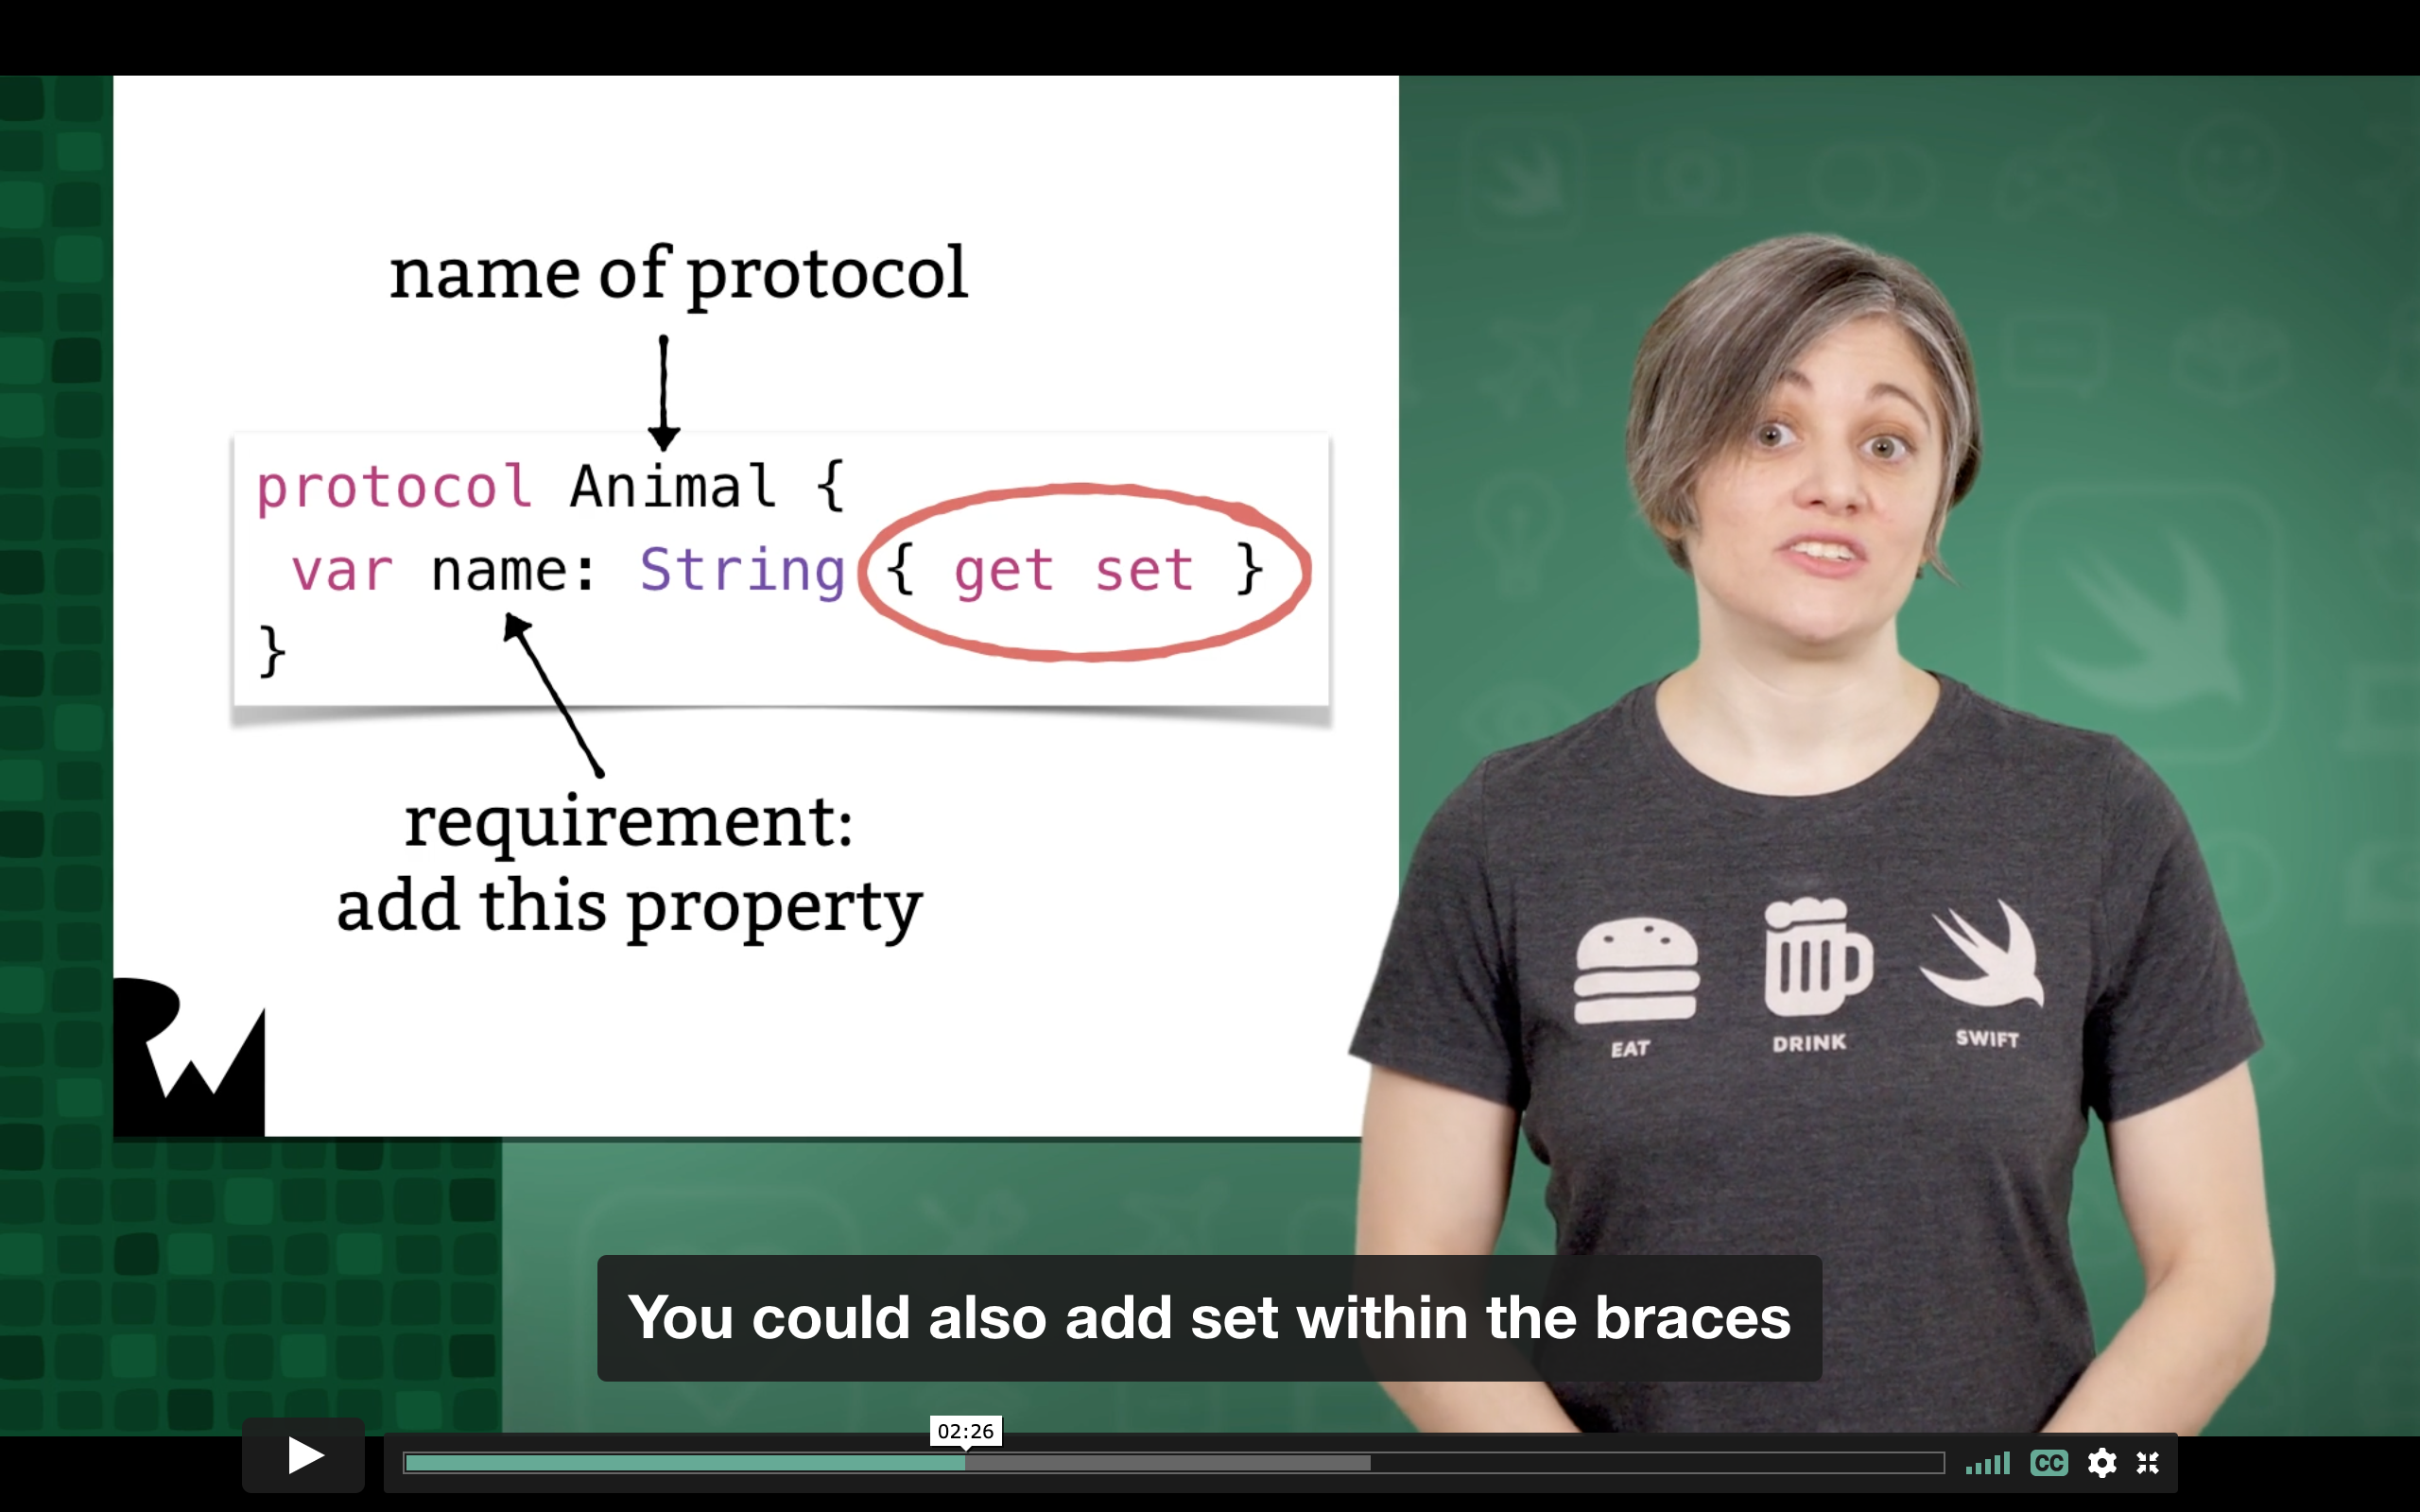 name of protocol
protocol Animal {
var name: String { get set }
}
requirement:
add this property
EAT
DRINK
SWIFT
You could also add set within the braces
02:26
CC